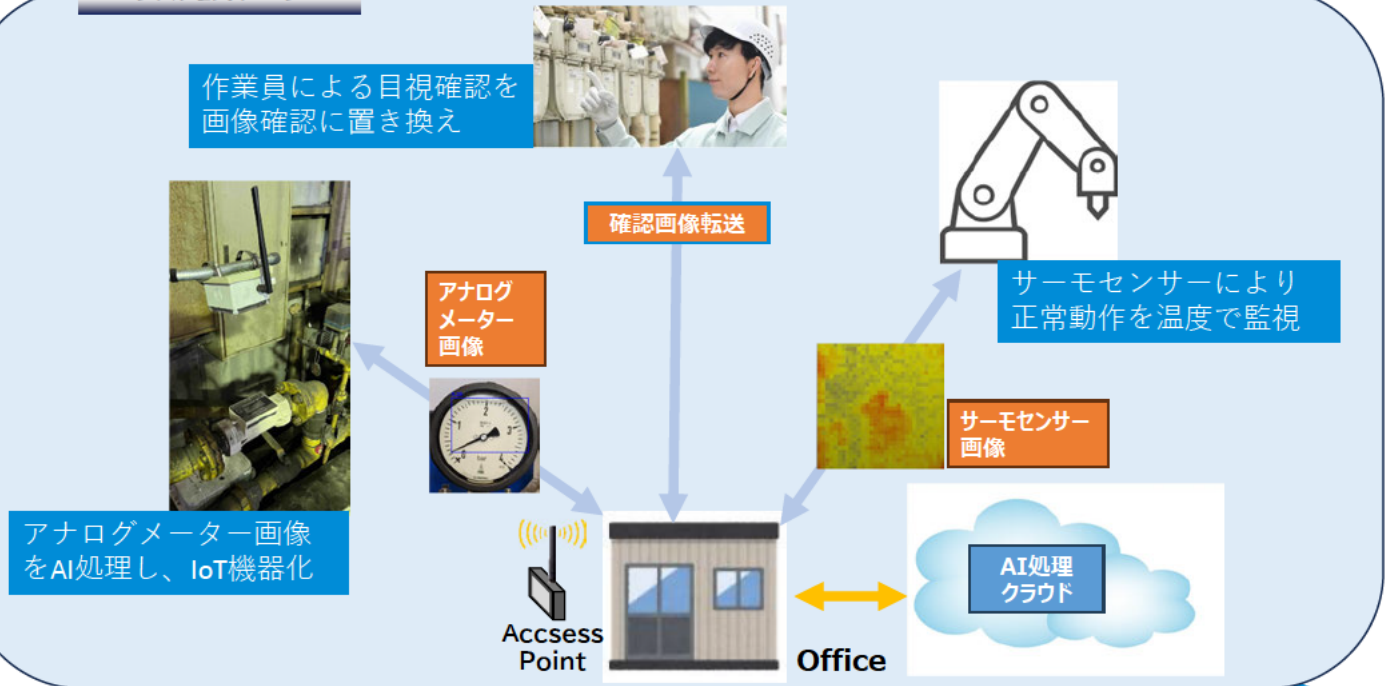 作業員による目視確認を
画像確認に置き換え
確認画像転送
アナログ
メーター
画像
サーモセンサーにより
正常動作を温度で監視
サーモセンサー
画像
アナログメーター画像
をAI処理し、IoT機器化
AI処理
クラウド
Accsess
Point
Office